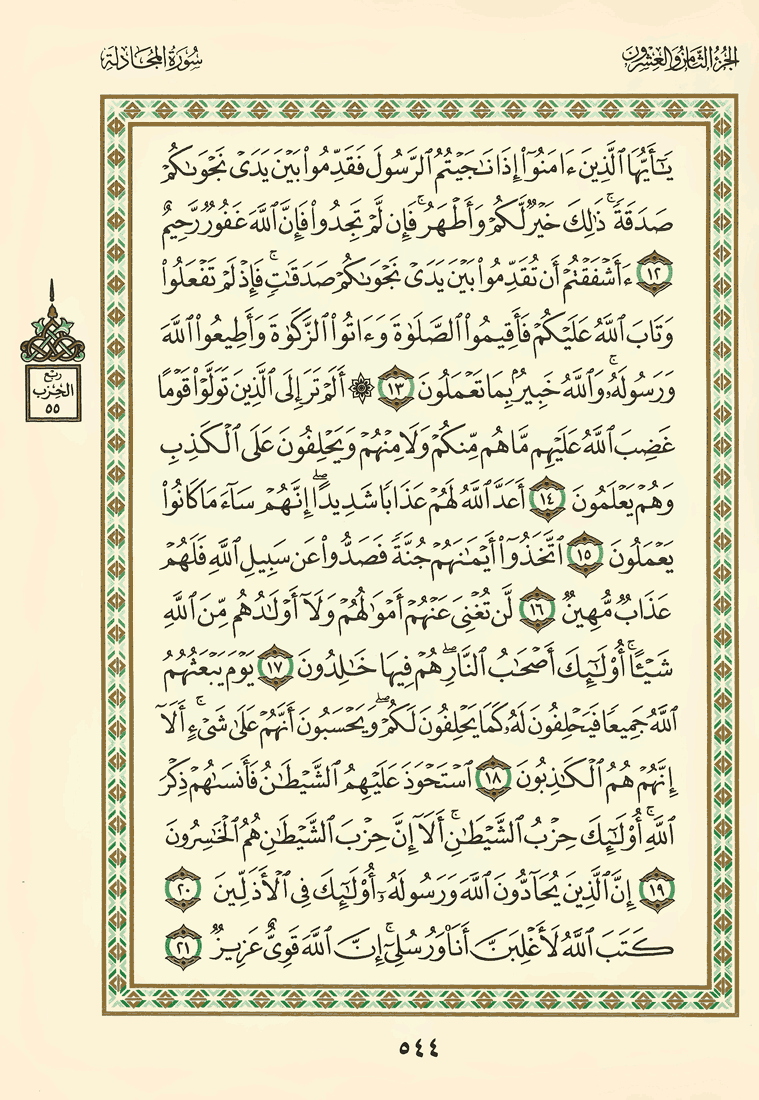 الجزء الثامن والعشرون
سورة المجادلة
يَـٰٓأَيُّهَا ٱلَّذِينَ ءَامَنُوٓا۟ إِذَا نَـٰجَيْتُمُ ٱلرَّسُولَ فَقَدِّمُوا۟ بَيْنَ يَدَىْ نَجْوَىٰكُمْ
صَدَقَةً ۚ ذَٰلِكَ خَيْرٌ لَّكُمْ وَأَطْهَرُ ۚ فَإِن لَّمْ تَجِدُوا۟ فَإِنَّ ٱللَّهَ غَفُورٌ رَّحِيمٌ
١٢ ءَأَشْفَقْتُمْ أَن تُقَدِّمُوا۟ بَيْنَ يَدَىْ نَجْوَىٰكُمْ صَدَقَـٰتٍ ۚ فَإِذْ لَمْ تَفْعَلُوا۟
وَتَابَ ٱللَّهُ عَلَيْكُمْ فَأَقِيمُوا۟ ٱلصَّلَوٰةَ وَءَاتُوا۟ ٱلزَّكَوٰةَ وَأَطِيعُوا۟ ٱللَّهَ
وَرَسُولَهُۥ ۚ وَٱللَّهُ خَبِيرٌۢ بِمَا تَعْمَلُونَ ١٣ ۞ أَلَمْ تَرَ إِلَى ٱلَّذِينَ تَوَلَّوْا۟ قَوْمًا
غَضِبَ ٱللَّهُ عَلَيْهِم مَّا هُم مِّنكُمْ وَلَا مِنْهُمْ وَيَحْلِفُونَ عَلَى ٱلْكَذِبِ
وَهُمْ يَعْلَمُونَ ١٤ أَعَدَّ ٱللَّهُ لَهُمْ عَذَابًا شَدِيدًا ۖ إِنَّهُمْ سَآءَ مَا كَانُوا۟
يَعْمَلُونَ ١٥ ٱتَّخَذُوٓا۟ أَيْمَـٰنَهُمْ جُنَّةً فَصَدُّوا۟ عَن سَبِيلِ ٱللَّهِ فَلَهُمْ
عَذَابٌ مُّهِينٌ ١٦ لَّن تُغْنِىَ عَنْهُمْ أَمْوَٰلُهُمْ وَلَآ أَوْلَـٰدُهُم مِّنَ ٱللَّهِ
شَيْـًٔا ۚ أُو۟لَـٰٓئِكَ أَصْحَـٰبُ ٱلنَّارِ ۖ هُمْ فِيهَا خَـٰلِدُونَ ١٧ يَوْمَ يَبْعَثُهُمُ
ٱللَّهُ جَمِيعًا فَيَحْلِفُونَ لَهُۥ كَمَا يَحْلِفُونَ لَكُمْ ۖ وَيَحْسَبُونَ أَنَّهُمْ عَلَىٰ شَىْءٍ ۚ أَلَآ
إِنَّهُمْ هُمُ ٱلْكَـٰذِبُونَ ١٨ ٱسْتَحْوَذَ عَلَيْهِمُ ٱلشَّيْطَـٰنُ فَأَنسَىٰهُمْ ذِكْرَ
ٱللَّهِ ۚ أُو۟لَـٰٓئِكَ حِزْبُ ٱلشَّيْطَـٰنِ ۚ أَلَآ إِنَّ حِزْبَ ٱلشَّيْطَـٰنِ هُمُ ٱلْخَـٰسِرُونَ
١٩ إِنَّ ٱلَّذِينَ يُحَآدُّونَ ٱللَّهَ وَرَسُولَهُۥٓ أُو۟لَـٰٓئِكَ فِى ٱلْأَذَلِّينَ ٢٠
كَتَبَ ٱللَّهُ لَأَغْلِبَنَّ أَنَا۠ وَرُسُلِىٓ ۚ إِنَّ ٱللَّهَ قَوِىٌّ عَزِيزٌ ٢١
ربع
الحزب
٥٥
٥٤٤